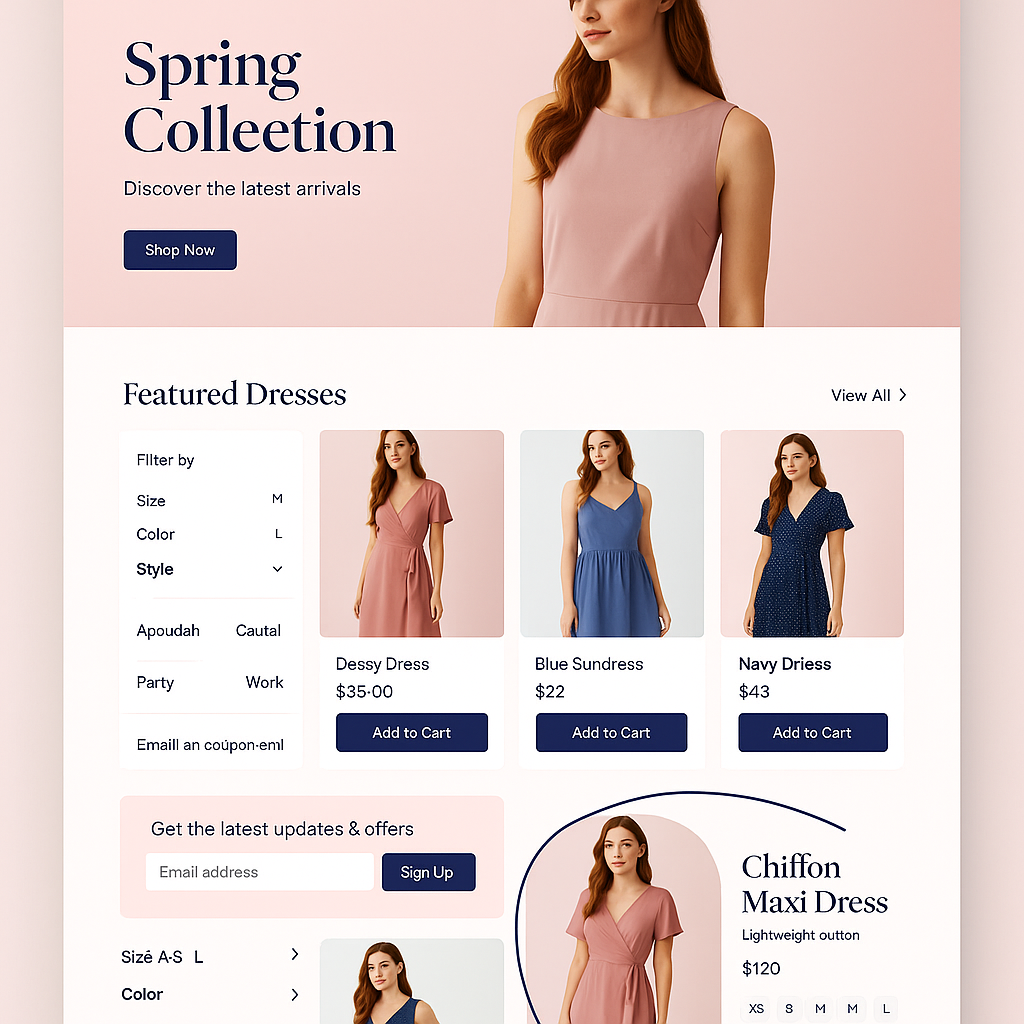 Spring
Colleetion
Discover the latest arrivals
Shop Now
Featured Dresses
View All
FIlter by
Size M
Color L
Style
Apoudah Cautal
Party Work
Emaill an coúpon·eml
Dessy Dress
$35·00
Add to Cart
Blue Sundress
$22
Add to Cart
Navy Driess
$43
Add to Cart
Get the latest updates & offers
Email address
Sign Up
Sizē A-S L
Color
Chiffon
Maxi Dress
Lightweight outton
$120
XS S M M L